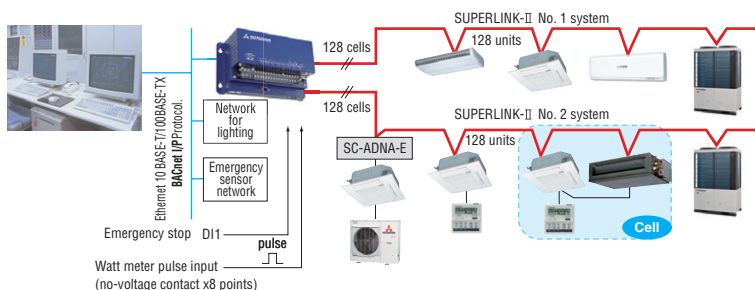 SUPERLINK-II No. 1 system
128 cells
128 units
128 cells
SUPERLINK-II No. 2 system
128 units
SC-ADNA-E
Ethernet 10 BASE-T/100BASE-TX
BACnet I/PProtocol.
Network
for
lighting
Emergency
sensor
network
Cell
Emergency stop DI1
pulse
Watt meter pulse input
(no-voltage contact x8 points)